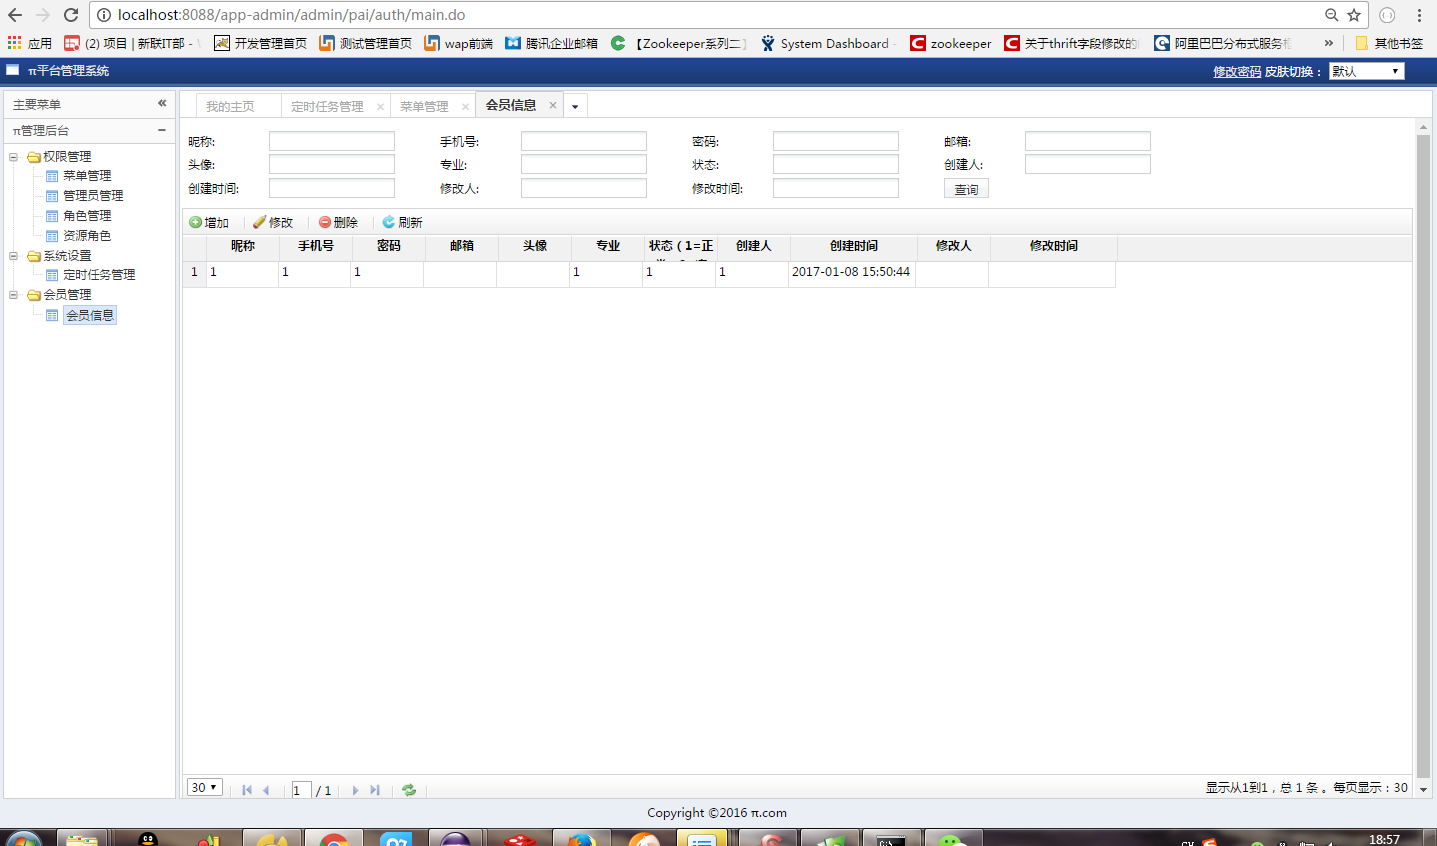 localhost:8088/app-admin/admin/pai/auth/main.do
应用 (2) 项目 | 新联IT部 - 开发管理首页 测试管理首页 wap前端 腾讯企业邮箱 【Zookeeper系列二】 System Dashboard - zookeeper 关于thrift字段修改的 阿里巴巴分布式服务框 » 其他书签
π平台管理系统 修改密码 皮肤切换： 默认
主要菜单
π管理后台
权限管理
菜单管理
管理员管理
角色管理
资源角色
系统设置
定时任务管理
会员管理
会员信息
我的主页 定时任务管理 菜单管理 会员信息
昵称: 手机号: 密码: 邮箱:
头像: 专业: 状态: 创建人:
创建时间: 修改人: 修改时间: 查询
增加 修改 删除 刷新
昵称 手机号 密码 邮箱 头像 专业 状态（1=正 创建人 创建时间 修改人 修改时间
1 1 1 1 1 1 1 2017-01-08 15:50:44
30 1 / 1 显示从1到1，总 1 条 。每页显示：30
Copyright ©2016 π.com
18:57